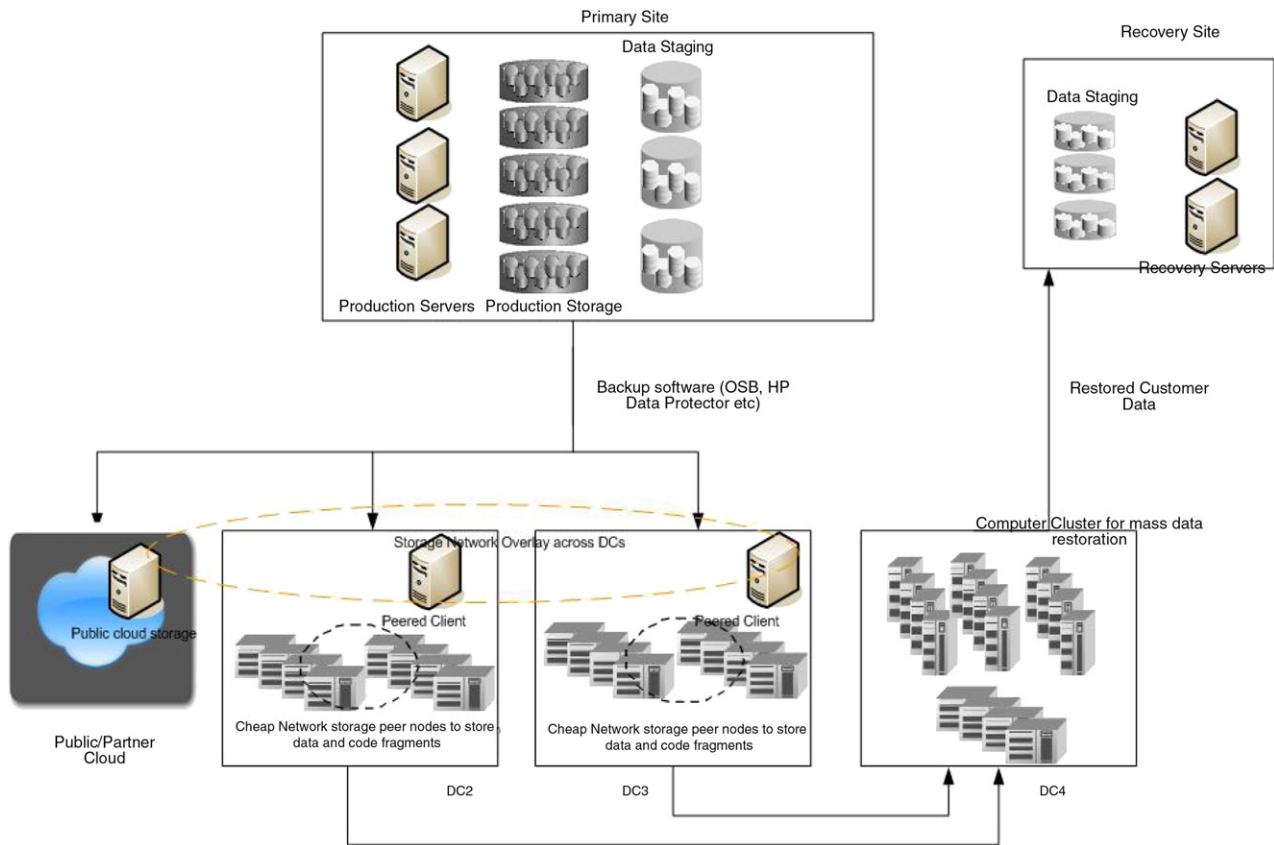 Primary Site
Recovery Site
Data Staging
Data Staging
Production Servers
Production Storage
Recovery Servers
Backup software (OSB, HP
Data Protector etc)
Restored Customer
Data
Storage Network Overlay across DCs
Computer Cluster for mass data
restoration
Public cloud storage
Peered Client
Peered Client
Cheap Network storage peer nodes to store
data and code fragments
Cheap Network storage peer nodes to store
data and code fragments
Public/Partner
Cloud
DC2
DC3
DC4